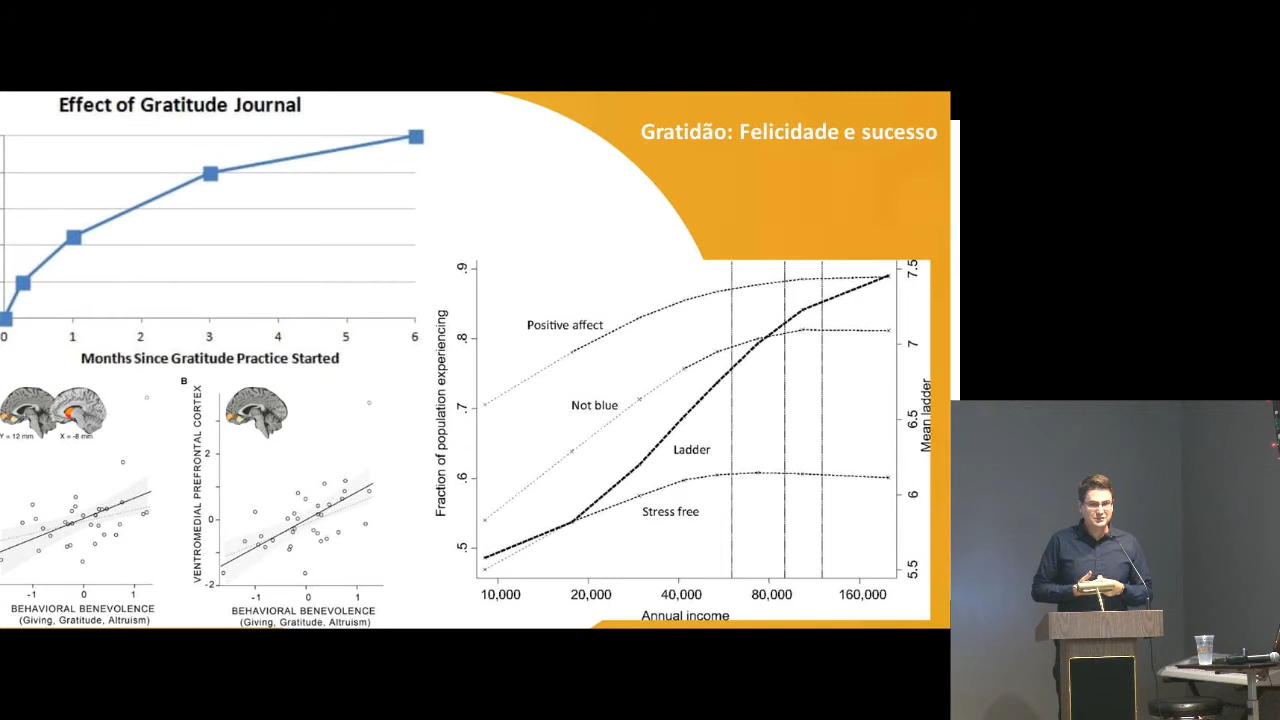 Effect of Gratitude Journal
0 1 2 3 4 5 6
Months Since Gratitude Practice Started
Gratidão: Felicidade e sucesso
Y = 12 mm
X = -8 mm
BEHAVIORAL BENEVOLENCE
(Giving, Gratitude, Altruism)
-1 0 1
B
VENTROMEDIAL PREFRONTAL CORTEX
2
0
-2
-1 0 1
BEHAVIORAL BENEVOLENCE
(Giving, Gratitude, Altruism)
Fraction of population experiencing
.9
.8
.7
.6
.5
Positive affect
Not blue
Ladder
Stress free
10,000 20,000 40,000 80,000 160,000
Annual income
7.5
7
6.5
6
5.5
Mean ladder